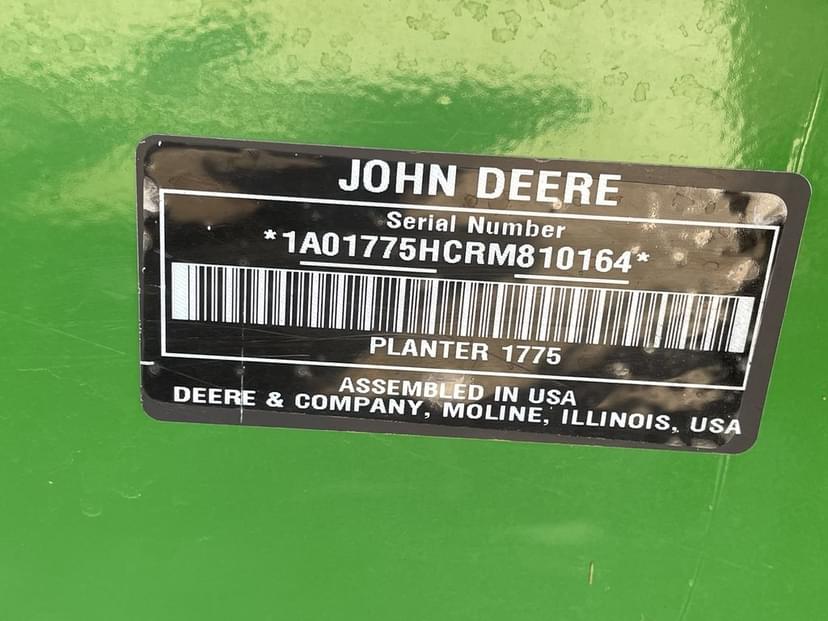 JOHN DEERE
Serial Number
*1A01775HCRM810164*
PLANTER 1775
ASSEMBLED IN USA
DEERE & COMPANY, MOLINE, ILLINOIS, USA